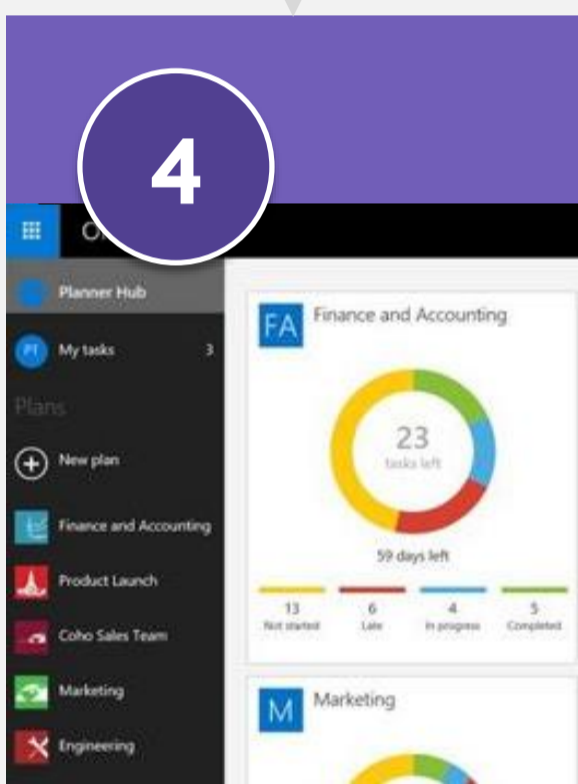 4
Planner Hub
My tasks 3
Plans
New plan
Finance and Accounting
Product Launch
Coho Sales Team
Marketing
Engineering
FA Finance and Accounting
23
tasks left
59 days left
13 6 4 5
Not started Late In progress Completed
M Marketing